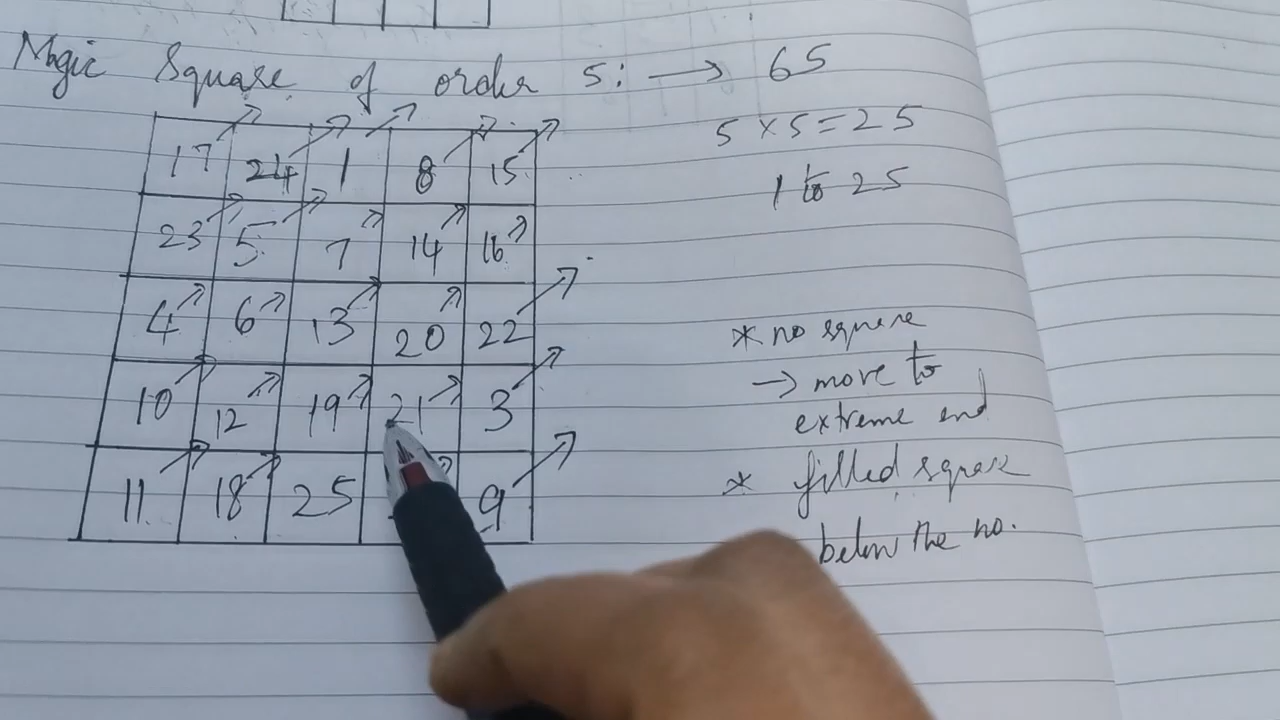 Magic Square of order 5: → 65
5 × 5 = 25
1 to 25
17 24 1 8 15
23 5 7 14 16
4 6 13 20 22
10 12 19 21 3
11 18 25 9
* no square
→ move to
extreme end
* filled square
below the no.